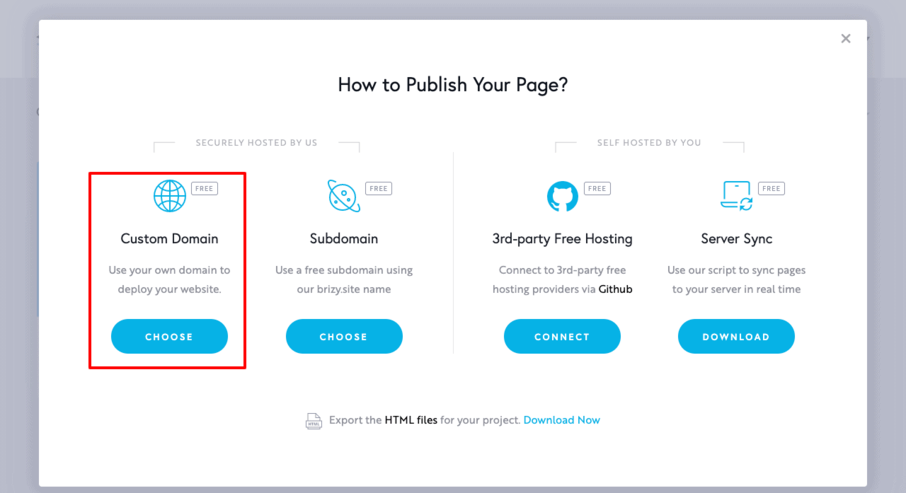 How to Publish Your Page?
SECURELY HOSTED BY US
SELF HOSTED BY YOU
FREE
Custom Domain
Use your own domain to
deploy your website.
CHOOSE
FREE
Subdomain
Use a free subdomain using
our brizy.site name
CHOOSE
FREE
3rd-party Free Hosting
Connect to 3rd-party free
hosting providers via Github
CONNECT
FREE
Server Sync
Use our script to sync pages
to your server in real time
DOWNLOAD
HTML
Export the HTML files for your project. Download Now